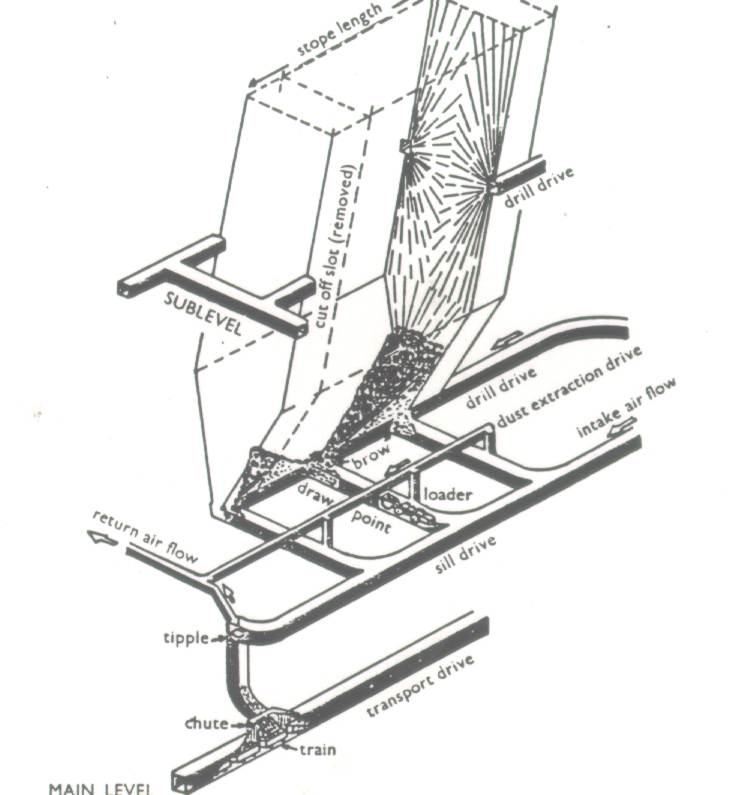 stope length
drill drive
cut off slot (removed)
SUBLEVEL
drill drive
dust extraction drive
intake air flow
brow
draw
point
loader
return air flow
sill drive
tipple
transport drive
chute
train
MAIN LEVEL